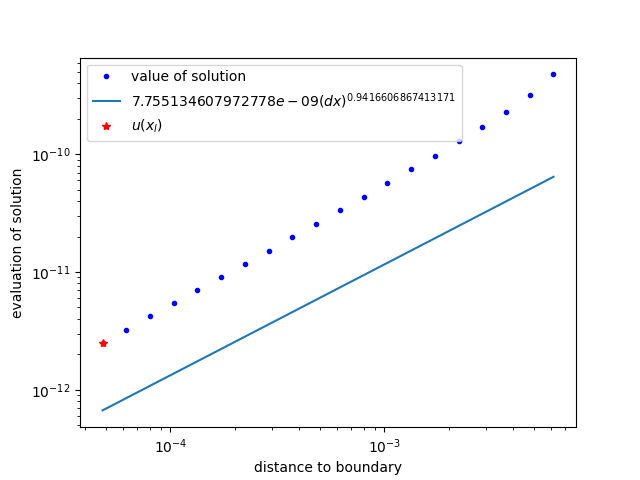 value of solution
7.755134607972778e − 09(dx)^0.9416606867413171
u(x_l)
10^−10
10^−11
10^−12
evaluation of solution
10^−4
10^−3
distance to boundary